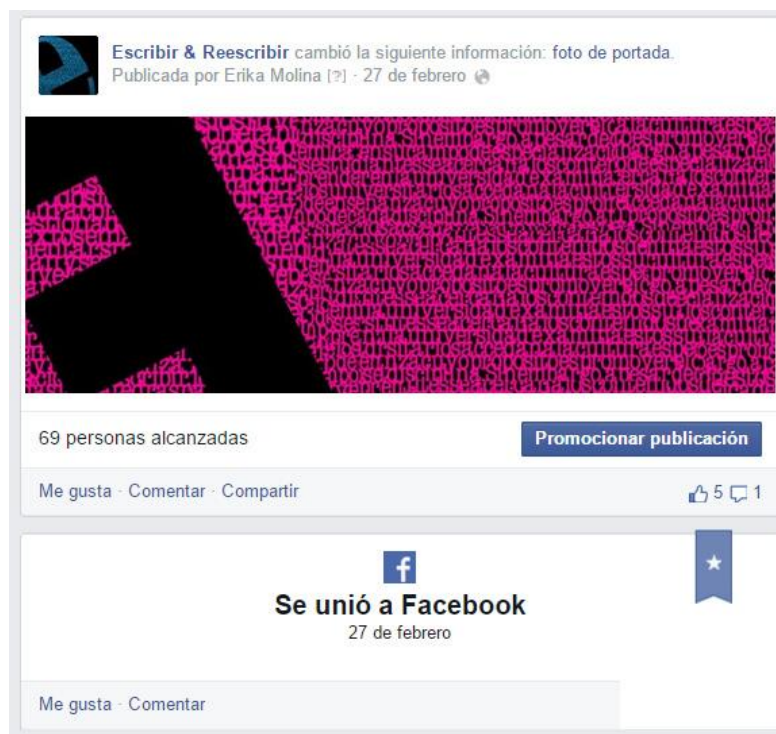 Escribir & Reescribir cambió la siguiente información: foto de portada.
Publicada por Erika Molina [?] · 27 de febrero
69 personas alcanzadas
Promocionar publicación
Me gusta · Comentar · Compartir
5 1
Se unió a Facebook
27 de febrero
Me gusta · Comentar